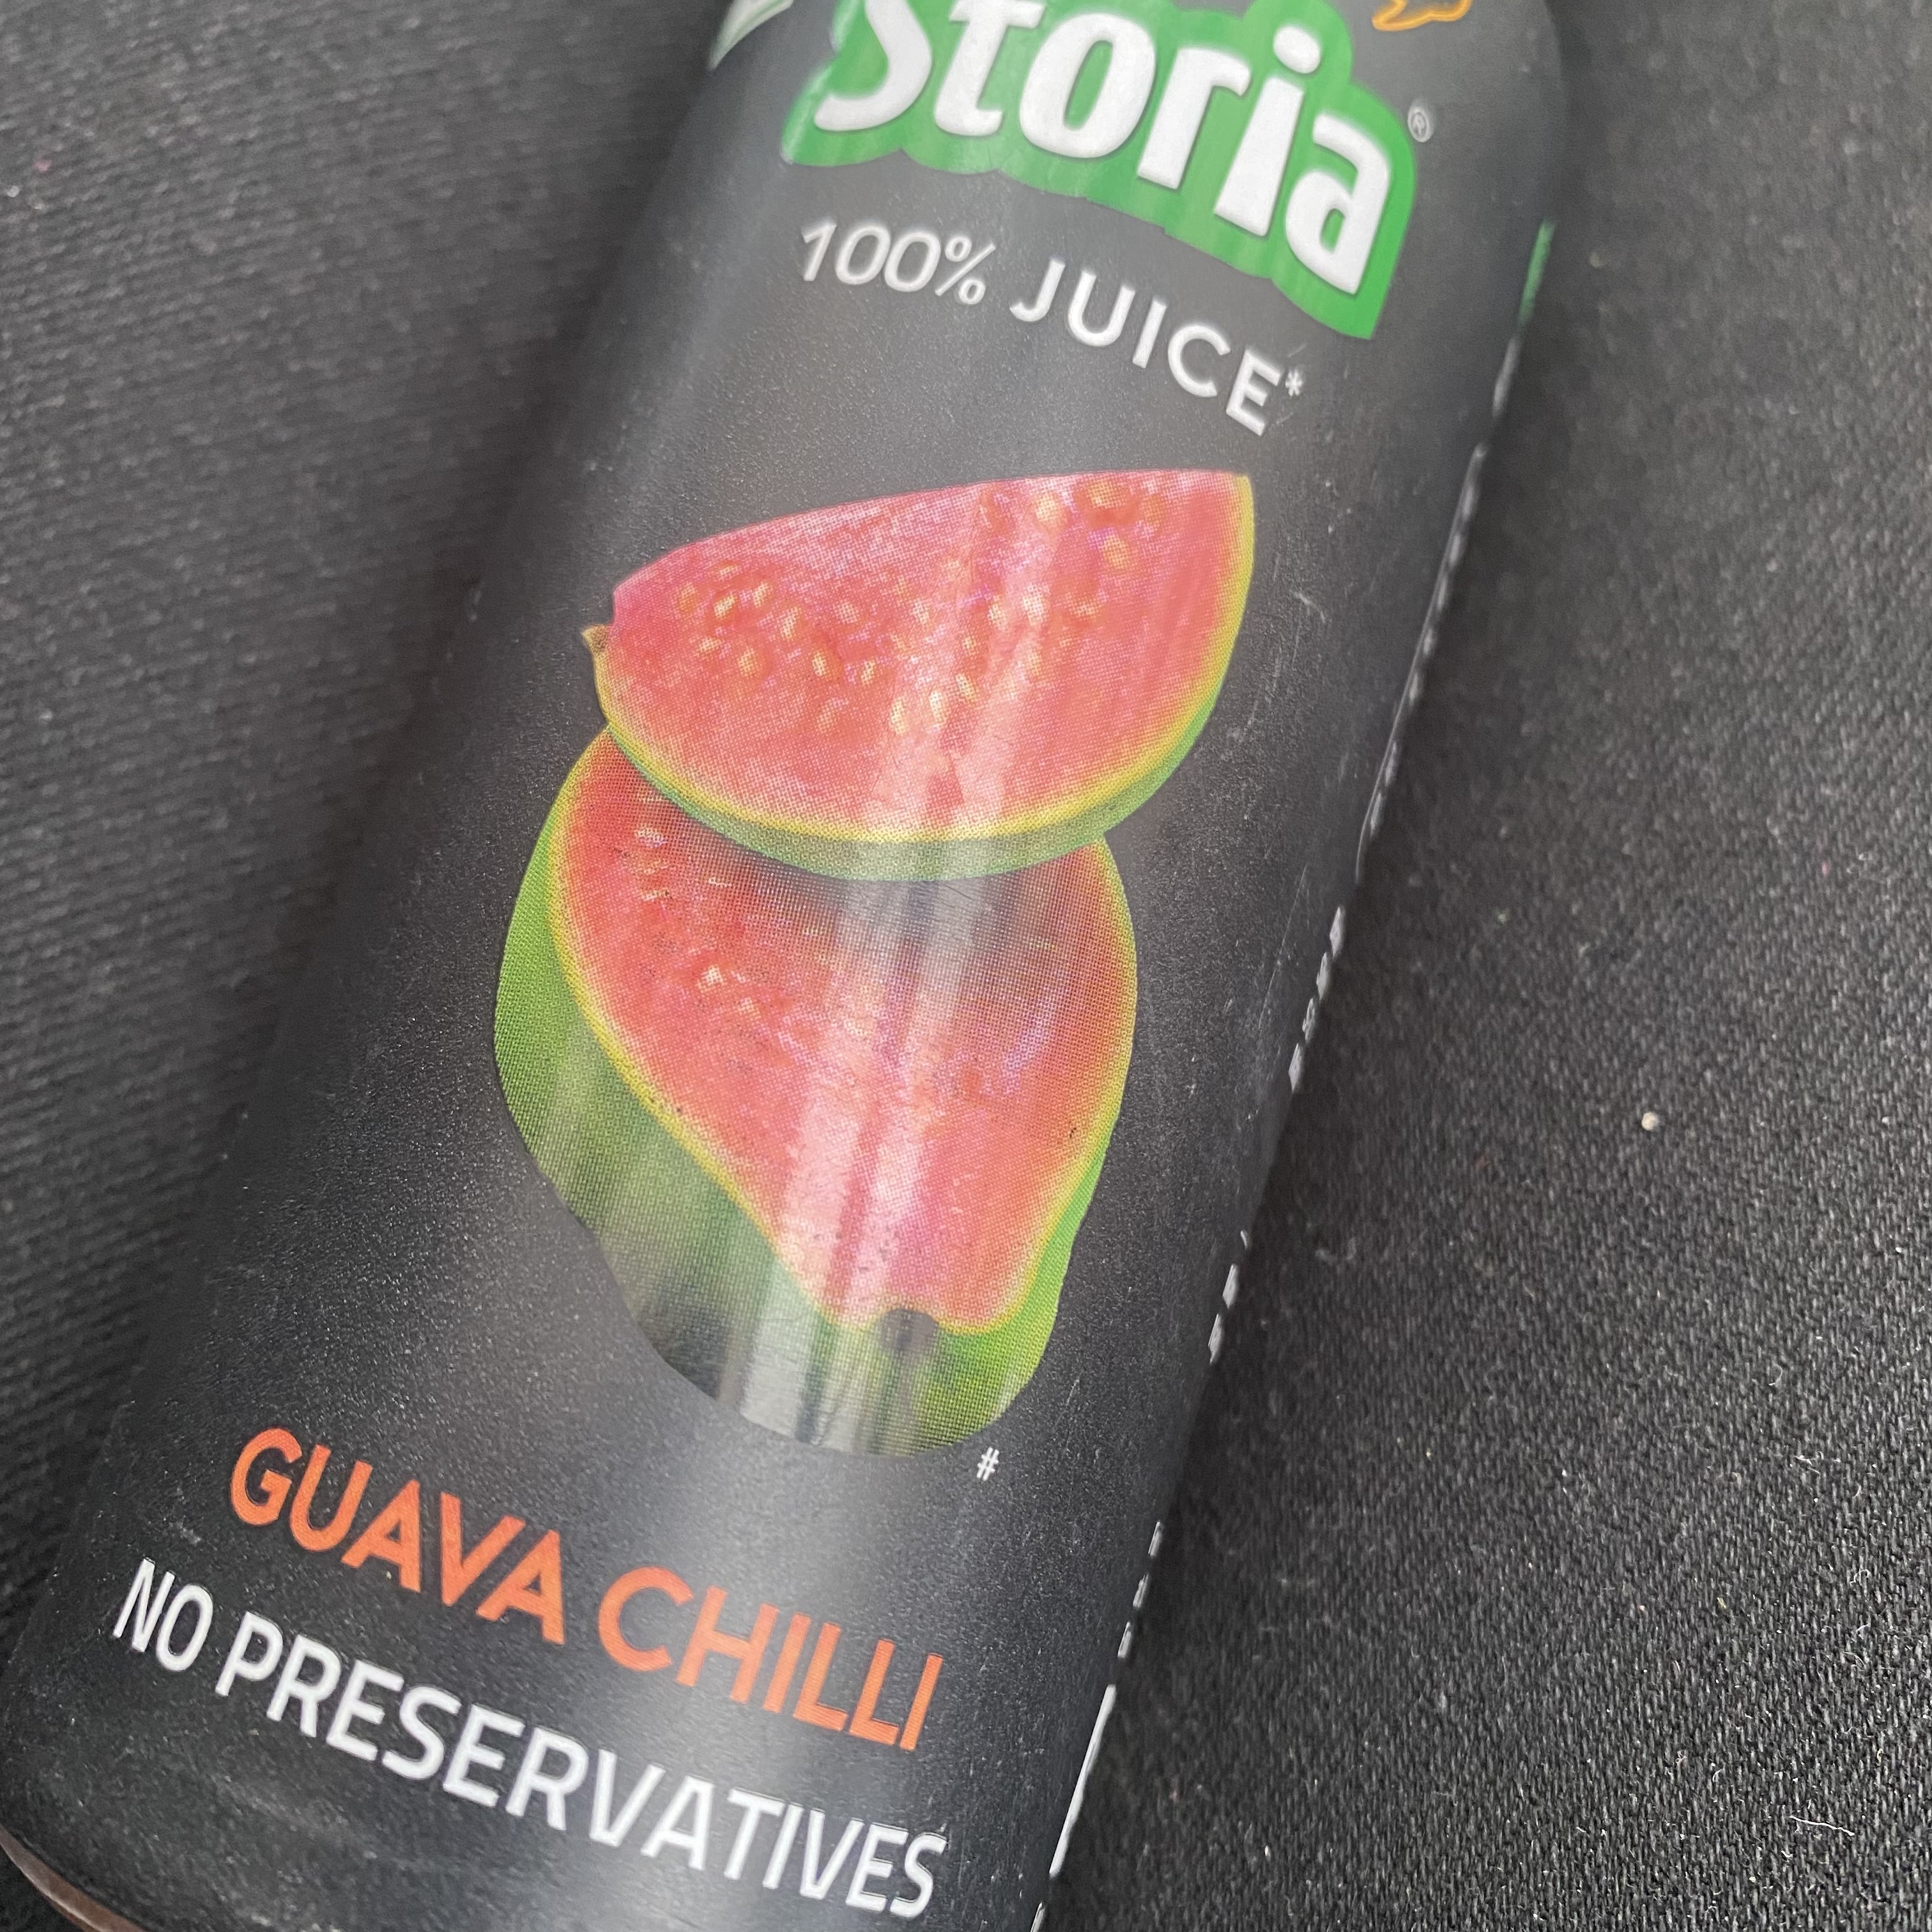 Storia®
100% JUICE*
#
GUAVA CHILLI
NO PRESERVATIVES